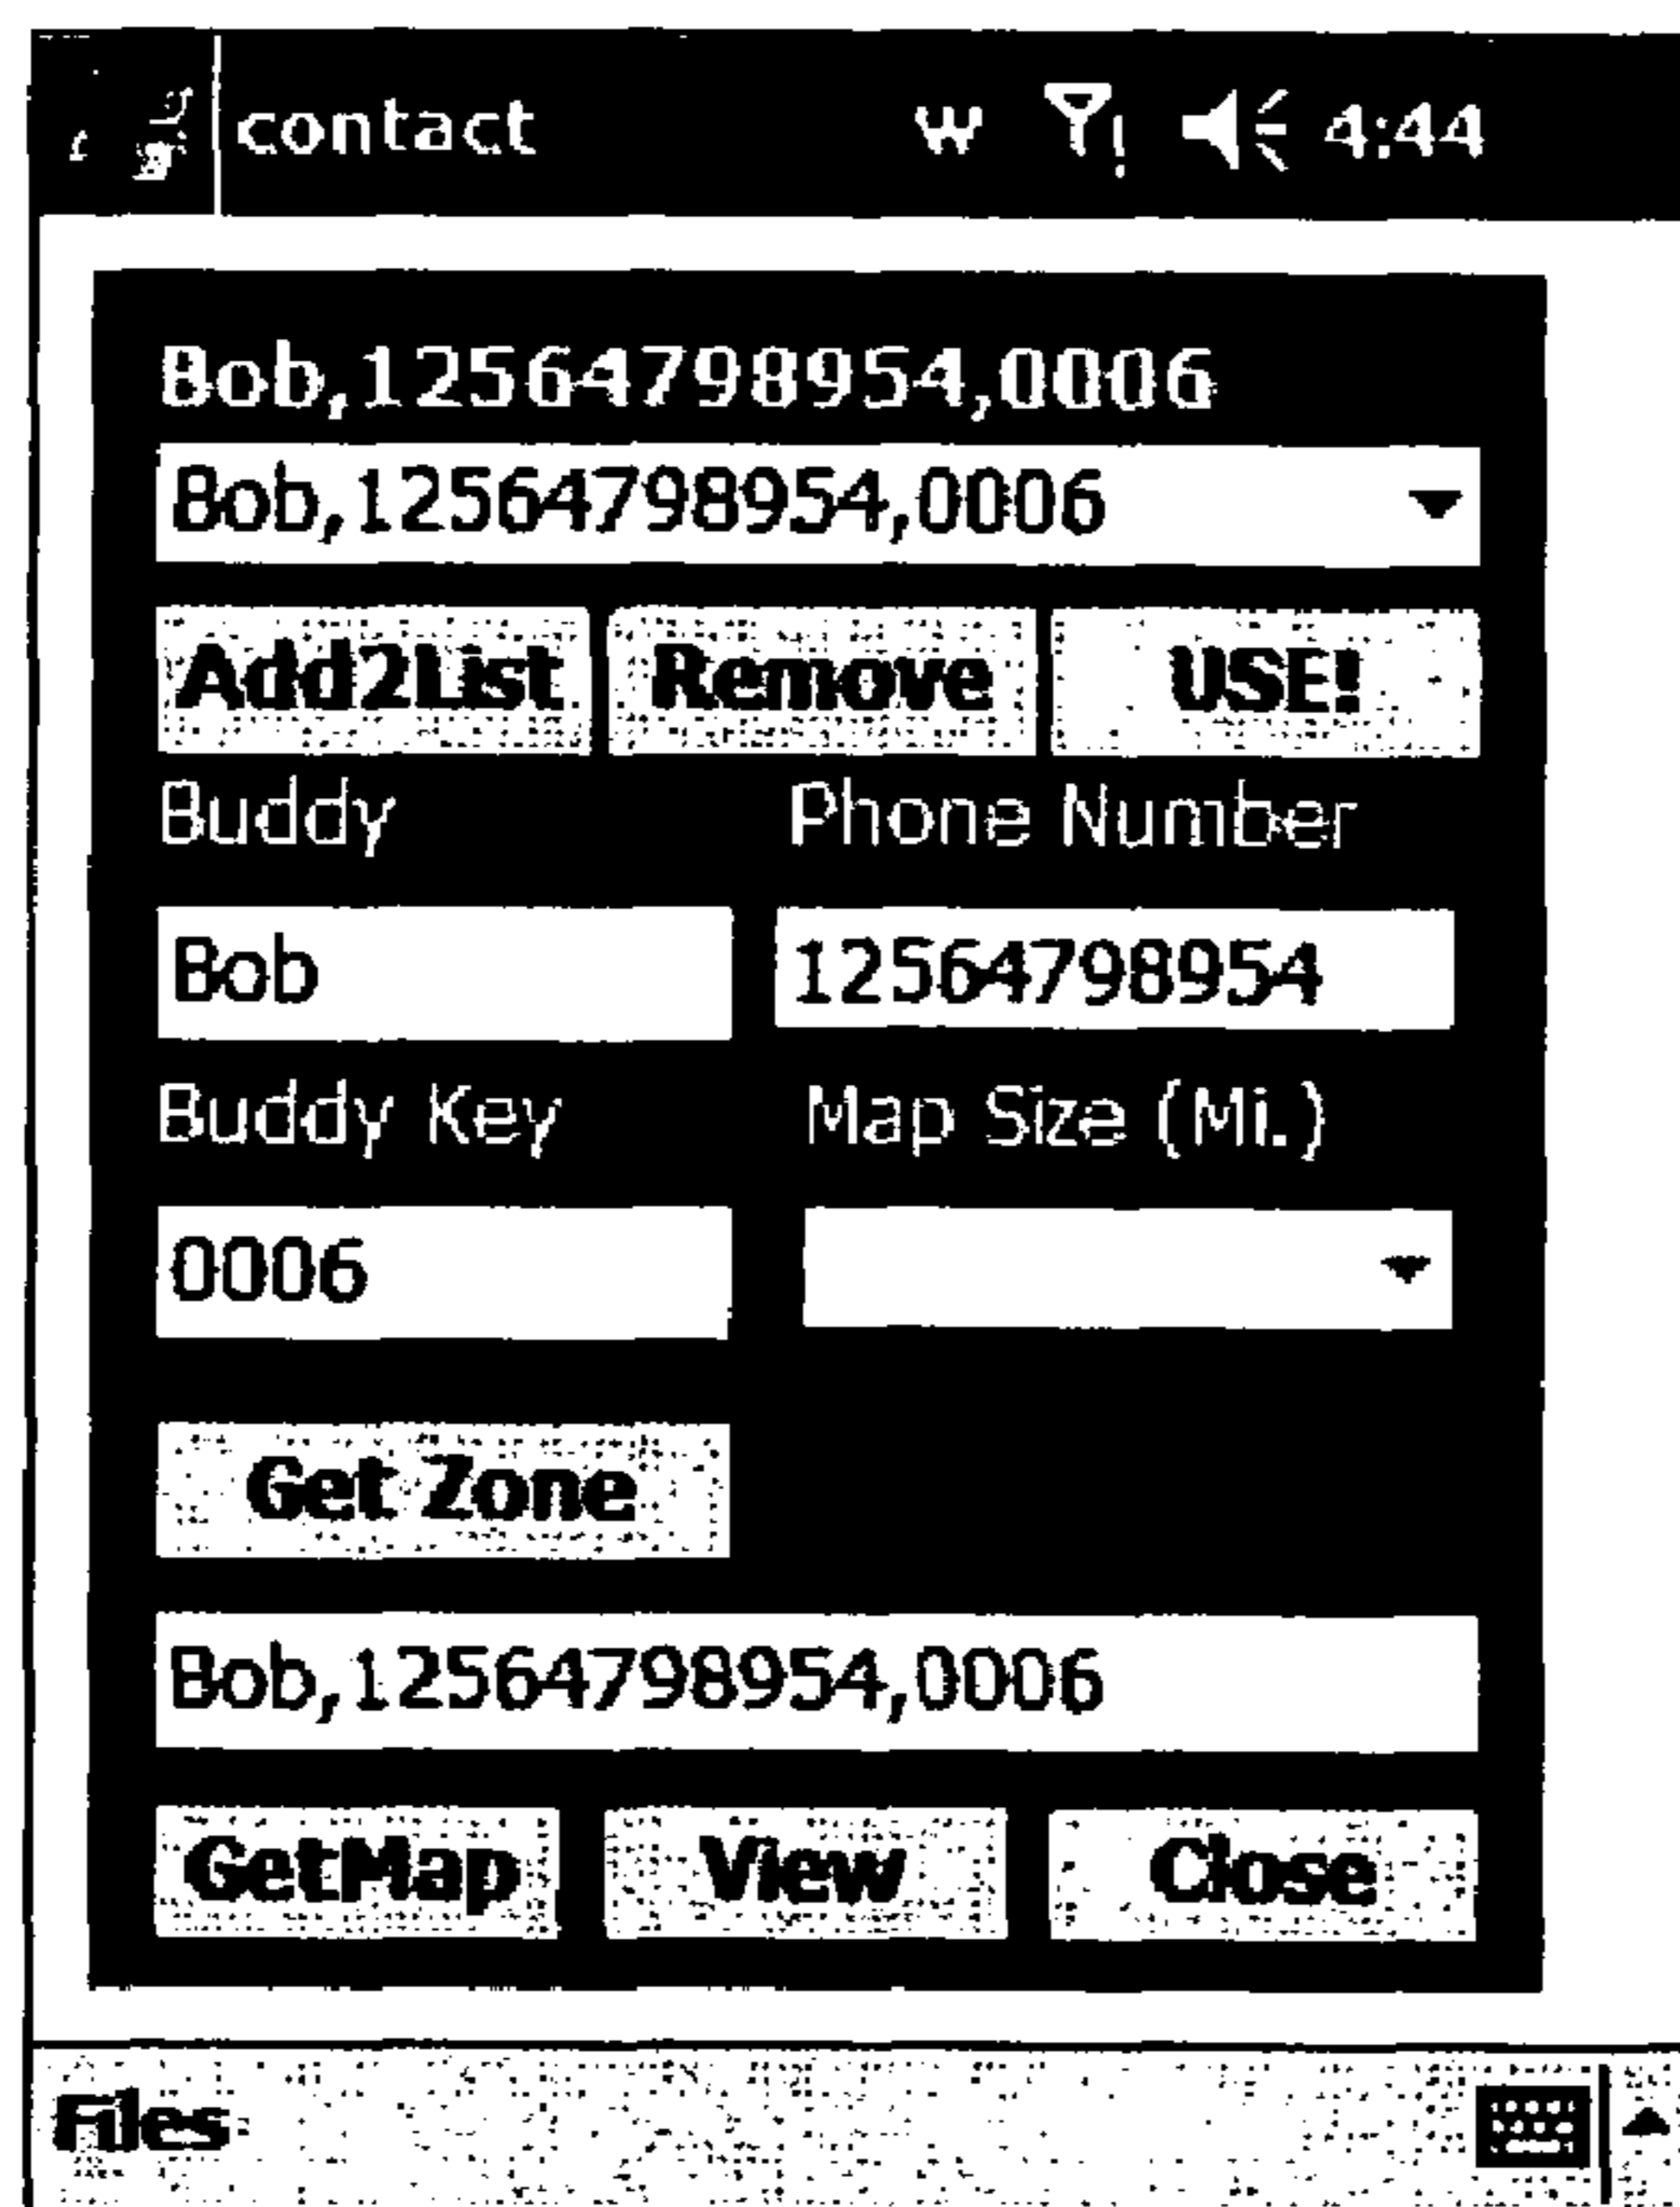 contact 4:44
Bob,12564798954,0006
Bob,12564798954,0006
Add2List Remove USE!
Buddy Phone Number
Bob 12564798954
Buddy Key Map Size (Mi.)
0006
Get Zone
Bob,12564798954,0006
GetMap View Close
Files